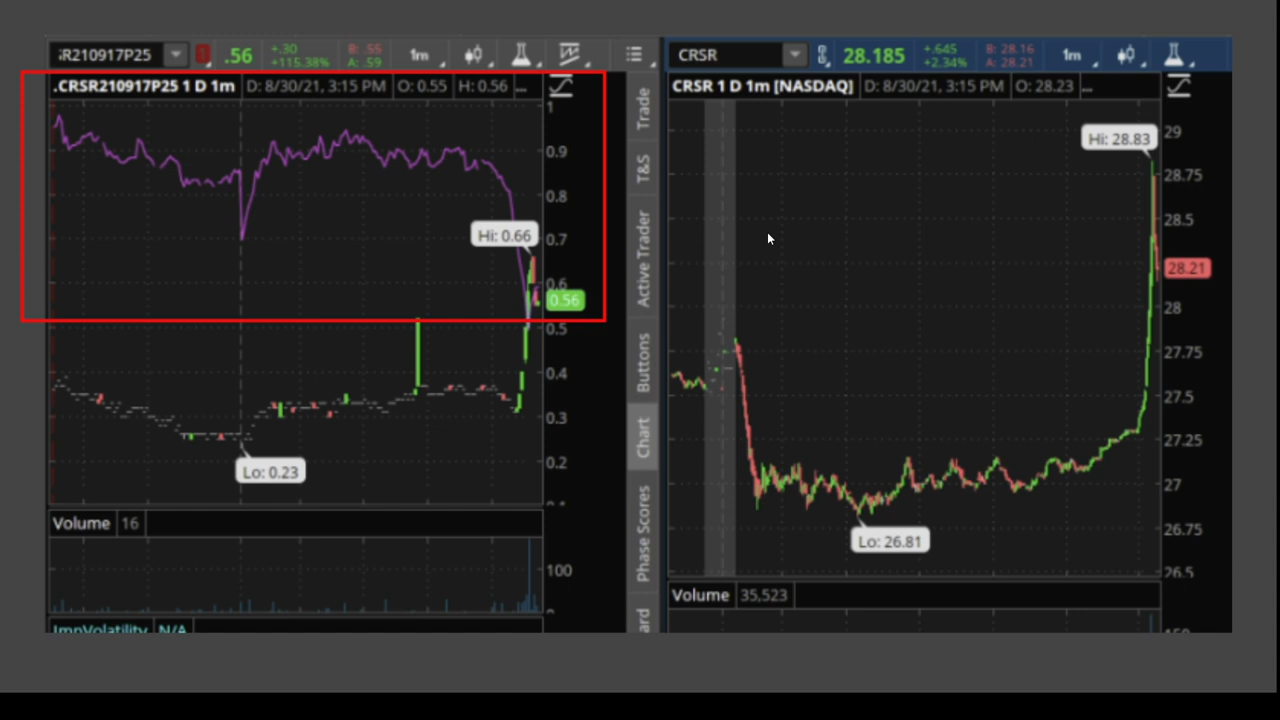 R210917P25 1 .56 +.30 +115.38% B: .55 A: .59 1m
.CRSR210917P25 1 D 1m D: 8/30/21, 3:15 PM O: 0.55 H: 0.56 ...
1
0.9
0.8
0.7
Hi: 0.66
0.6
0.56
0.5
0.4
0.3
0.2
Lo: 0.23
Volume 16
100
ImpVolatility N/A
Trade
T&S
Active Trader
Buttons
Chart
Phase Scores
ard
CRSR 28.185 +.645 +2.34% B: 28.16 A: 28.21 1m
CRSR 1 D 1m [NASDAQ] D: 8/30/21, 3:15 PM O: 28.23 ...
29
Hi: 28.83
28.75
28.5
28.21
28
27.75
27.5
27.25
27
26.75
Lo: 26.81
26.5
Volume 35,523